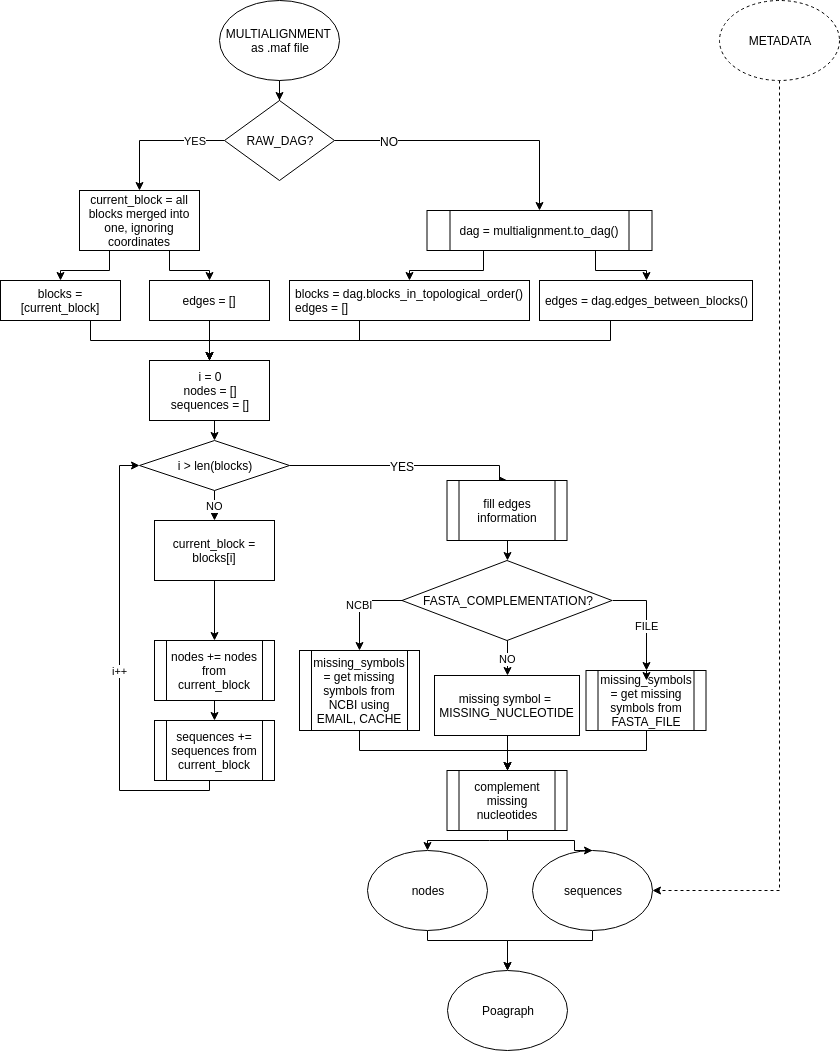 MULTIALIGNMENT
as .maf file
METADATA
RAW_DAG?
YES
NO
current_block = all
blocks merged into
one, ignoring
coordinates
dag = multialignment.to_dag()
blocks =
[current_block]
edges = []
blocks = dag.blocks_in_topological_order()
edges = []
edges = dag.edges_between_blocks()
i = 0
nodes = []
sequences = []
i > len(blocks)
YES
NO
fill edges
information
current_block =
blocks[i]
FASTA_COMPLEMENTATION?
NCBI
NO
FILE
i++
nodes += nodes
from
current_block
missing_symbols
= get missing
symbols from
NCBI using
EMAIL, CACHE
missing symbol =
MISSING_NUCLEOTIDE
missing_symbols
= get missing
symbols from
FASTA_FILE
sequences +=
sequences from
current_block
complement
missing
nucleotides
nodes
sequences
Poagraph